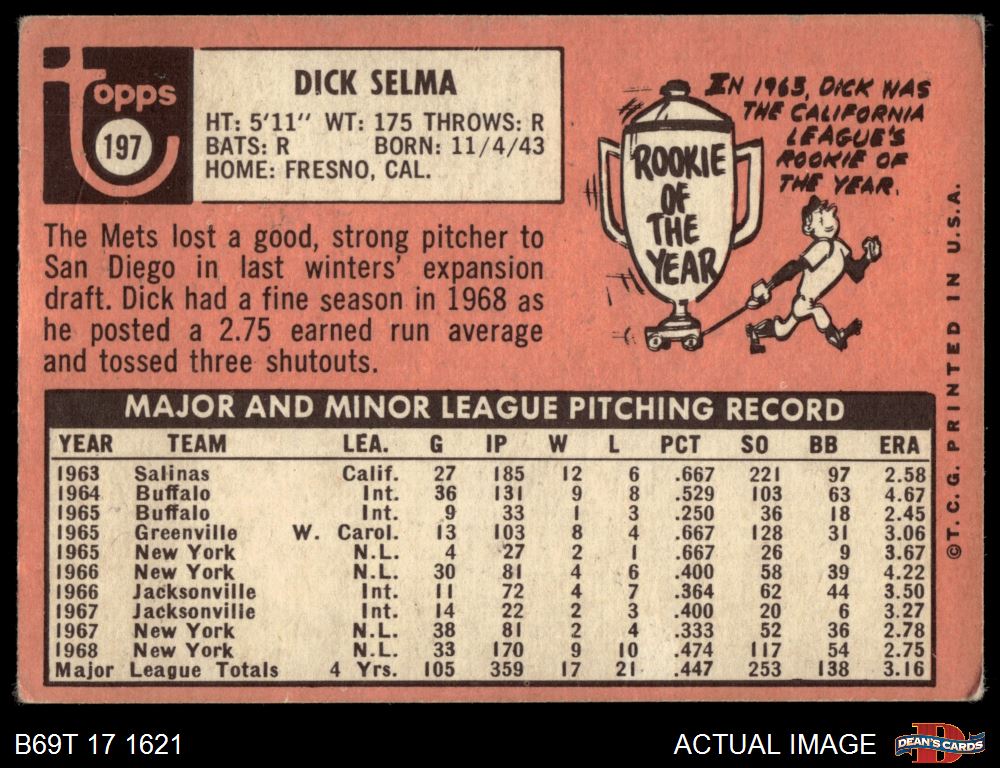 topps
197
DICK SELMA
HT: 5'11" WT: 175 THROWS: R
BATS: R BORN: 11/4/43
HOME: FRESNO, CAL.
The Mets lost a good, strong pitcher to
San Diego in last winters' expansion
draft. Dick had a fine season in 1968 as
he posted a 2.75 earned run average
and tossed three shutouts.
IN 1963, DICK WAS
THE CALIFORNIA
LEAGUE'S
ROOKIE OF
THE YEAR.
ROOKIE
OF
THE
YEAR
MAJOR AND MINOR LEAGUE PITCHING RECORD
YEAR TEAM LEA. G IP W L PCT SO BB ERA
1963 Salinas Calif. 27 185 12 6 .667 221 97 2.58
1964 Buffalo Int. 36 131 9 8 .529 103 63 4.67
1965 Buffalo Int. 9 33 1 3 .250 36 18 2.45
1965 Greenville W. Carol. 13 103 8 4 .667 128 31 3.06
1965 New York N.L. 4 27 2 1 .667 26 9 3.67
1966 New York N.L. 30 81 4 6 .400 58 39 4.22
1966 Jacksonville Int. 11 72 4 7 .364 62 44 3.50
1967 Jacksonville Int. 14 22 2 3 .400 20 6 3.27
1967 New York N.L. 38 81 2 4 .333 52 36 2.78
1968 New York N.L. 33 170 9 10 .474 117 54 2.75
Major League Totals 4 Yrs. 105 359 17 21 .447 253 138 3.16
©T. C. G. PRINTED IN U.S.A.
B69T 17 1621
ACTUAL IMAGE
D
DEAN'S CARDS